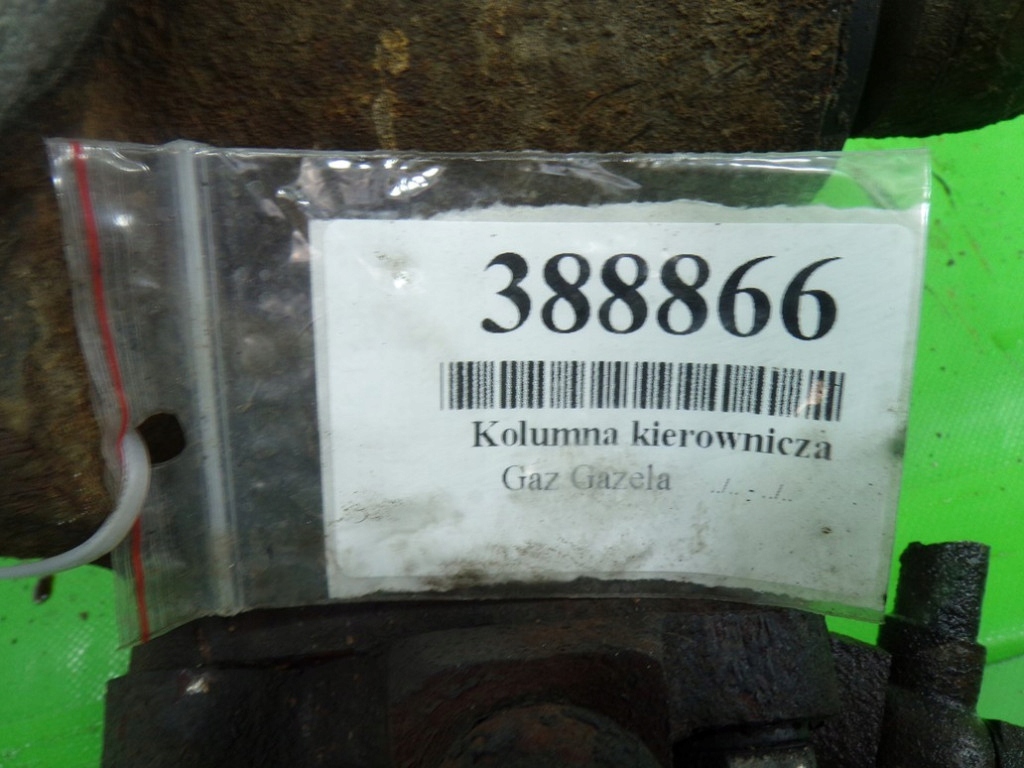 388866
Kolumna kierownicza
Gaz Gazela ../.. - ../..